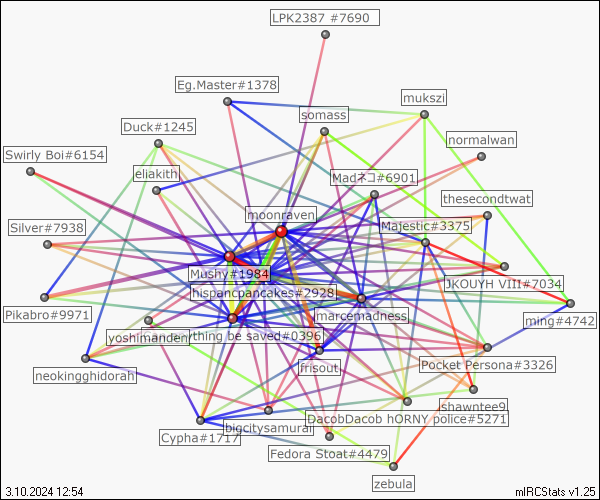 LPK2387 #7690
Eg.Master#1378
mukszi
somass
Duck#1245
normalwan
Swirly Boi#6154
eliakith
Madネコ#6901
thesecondtwat
moonraven
Silver#7938
Majestic#3375
Mushy#1984
JKOUYH VIII#7034
hispancpancakes#2928
Pikabro#9971
marcemadness
ming#4742
yoshimanden
ything be saved#0396
frisout
Pocket Persona#3326
neokingghidorah
shawntee9
DacobDacob hORNY police#5271
bigcitysamurai
Cypha#1717
Fedora Stoat#4479
zebula
3.10.2024 12:54
mIRCStats v1.25